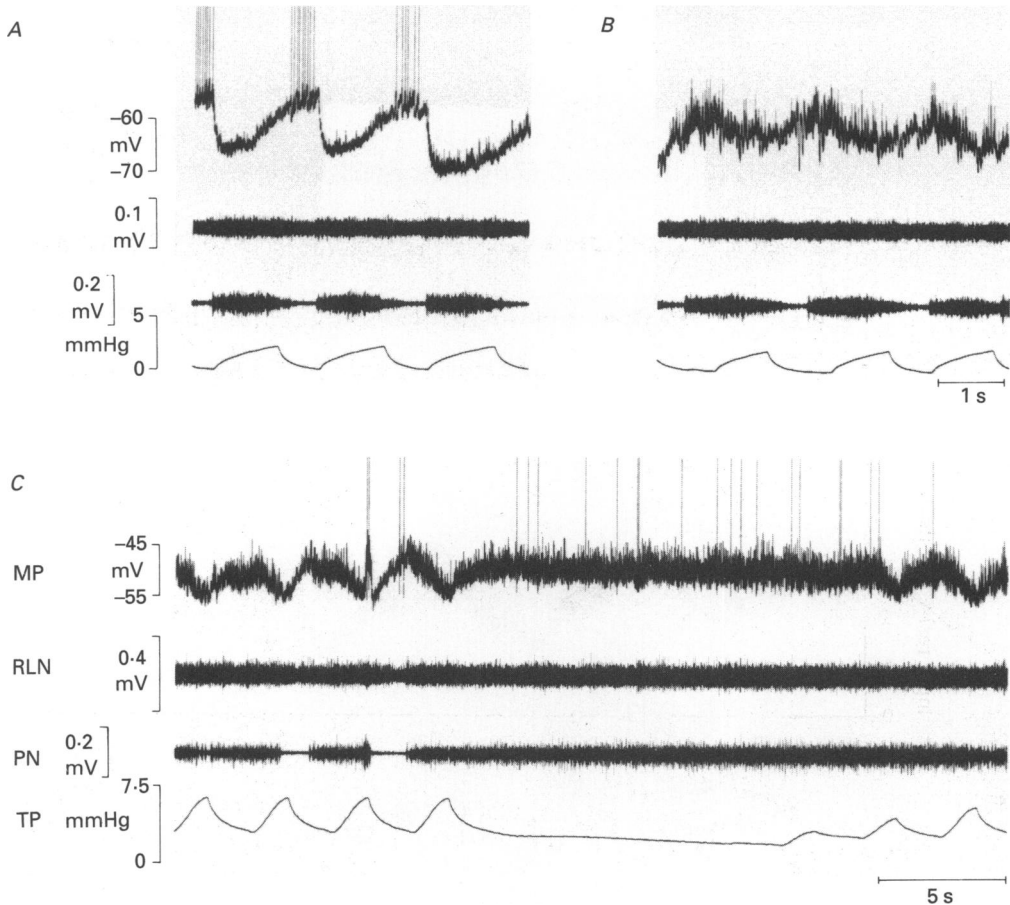 A
B
–60
mV
–70
0·1
mV
0·2
mV
5
mmHg
0
1 s
C
MP
–45
mV
–55
RLN
0·4
mV
PN
0·2
mV
7·5
TP mmHg
0
5 s